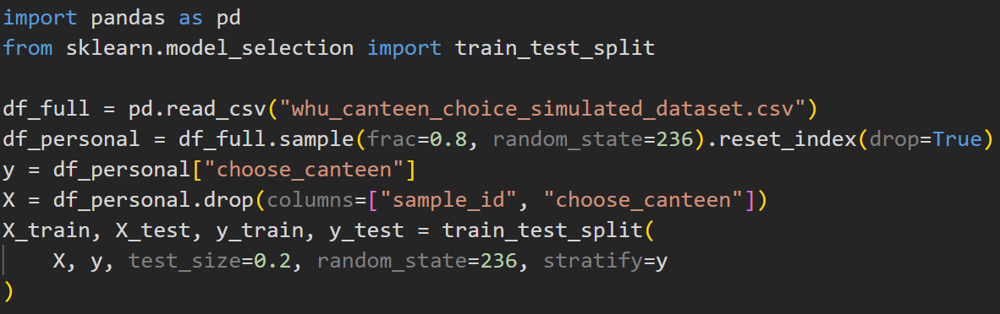 import pandas as pd
from sklearn.model_selection import train_test_split

df_full = pd.read_csv("whu_canteen_choice_simulated_dataset.csv")
df_personal = df_full.sample(frac=0.8, random_state=236).reset_index(drop=True)
y = df_personal["choose_canteen"]
X = df_personal.drop(columns=["sample_id", "choose_canteen"])
X_train, X_test, y_train, y_test = train_test_split(
    X, y, test_size=0.2, random_state=236, stratify=y
)